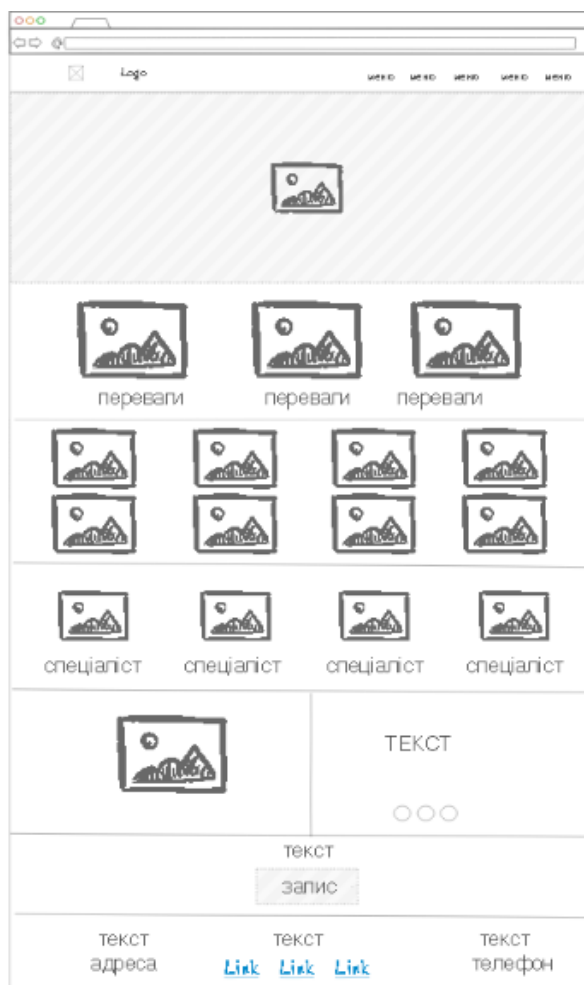 Logo меню меню меню меню меню
переваги переваги переваги
спеціаліст спеціаліст спеціаліст спеціаліст
ТЕКСТ
текст
запис
текст текст текст
адреса Link Link Link телефон